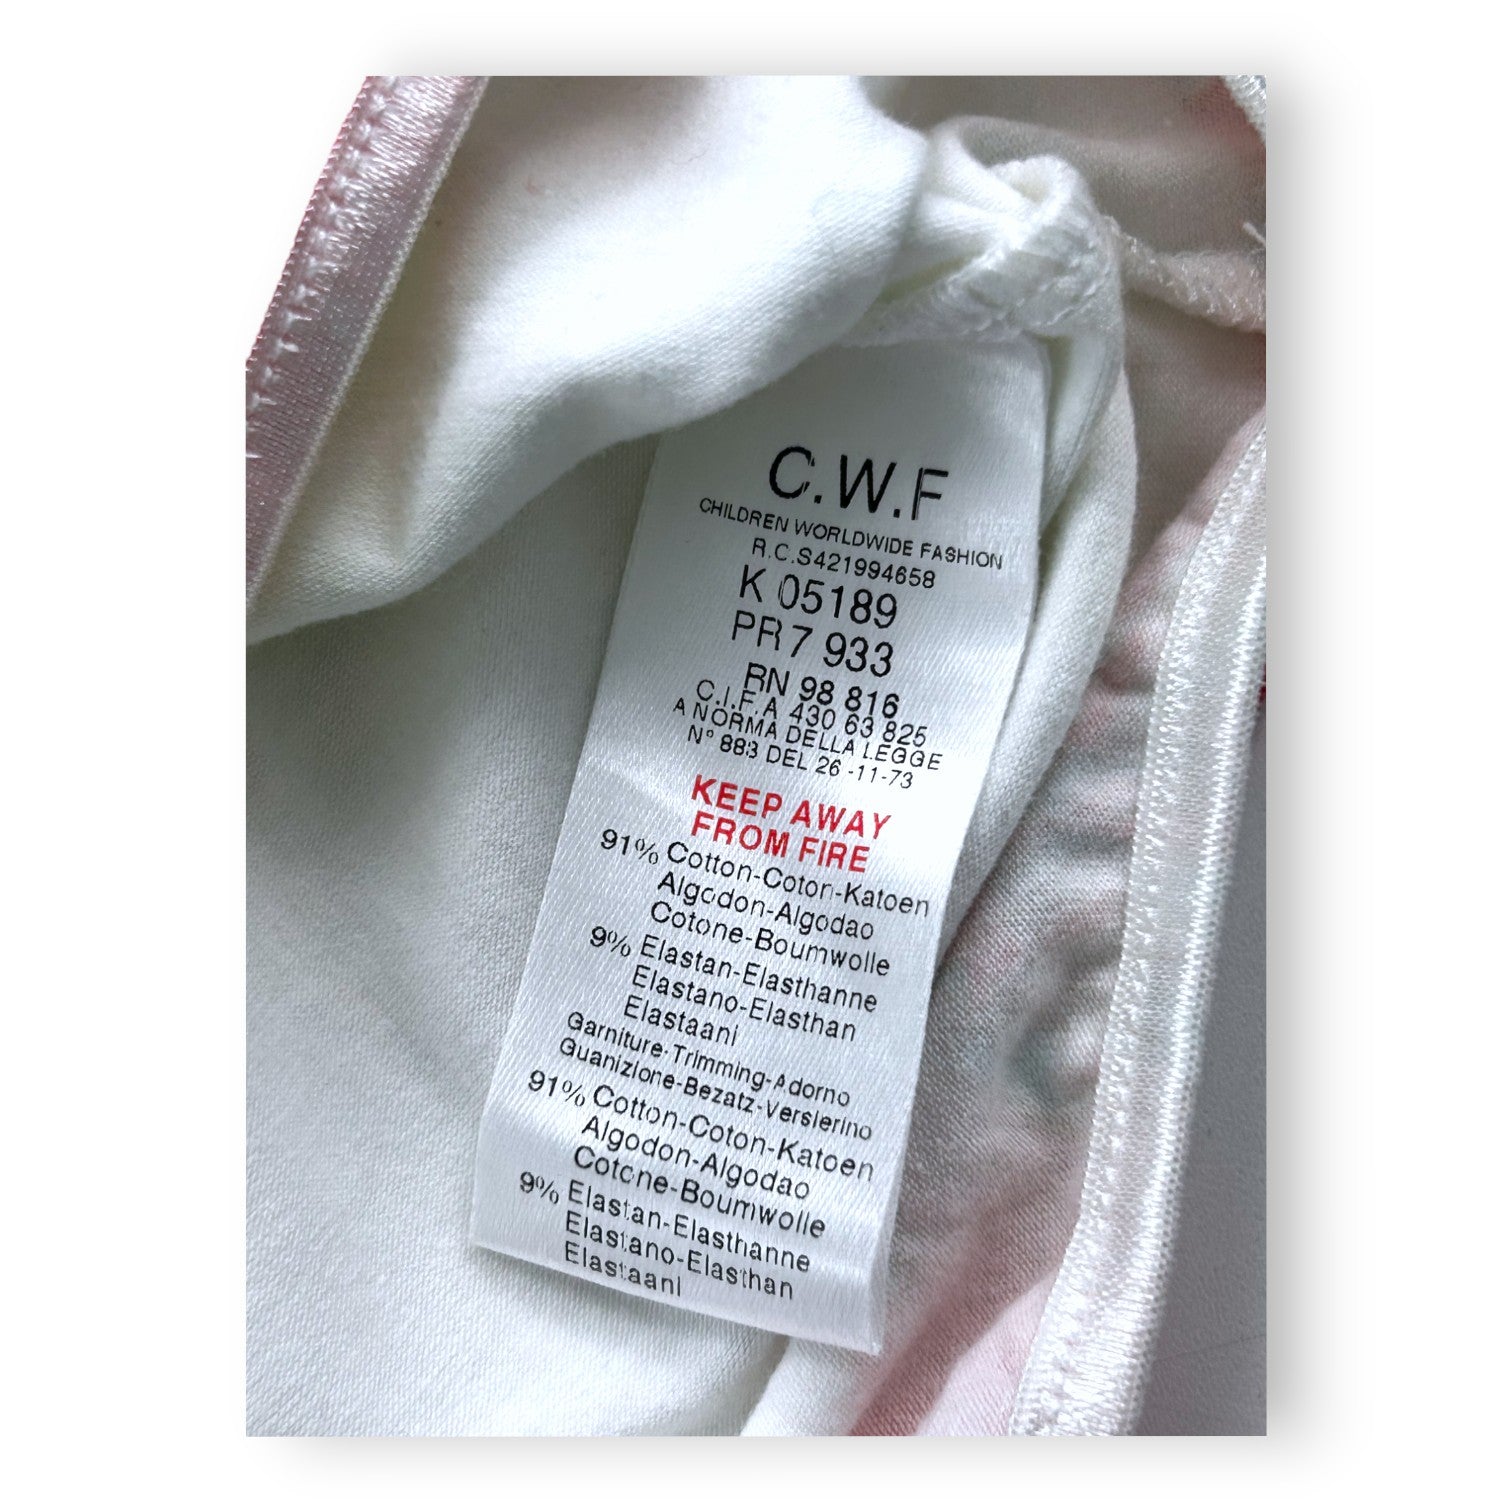 C.W.F
CHILDREN WORLDWIDE FASHION
R.C.S421994658
K 05189
PR7 933
RN 98 816
C.I.F.A 430 63 825
A NORMA DELLA LEGGE
N° 883 DEL 26-11-73
KEEP AWAY
FROM FIRE
91% Cotton-Coton-Katoen
Algodon-Algodao
Cotone-Boumwolle
9% Elastan-Elasthanne
Elastano-Elasthan
Elastaani
Garniture-Trimming-Adorno
Guanizione-Bezatz-Versierino
91% Cotton-Coton-Katoen
Algodon-Algodao
Cotone-Boumwolle
9% Elastan-Elasthanne
Elastano-Elasthan
Elastaani